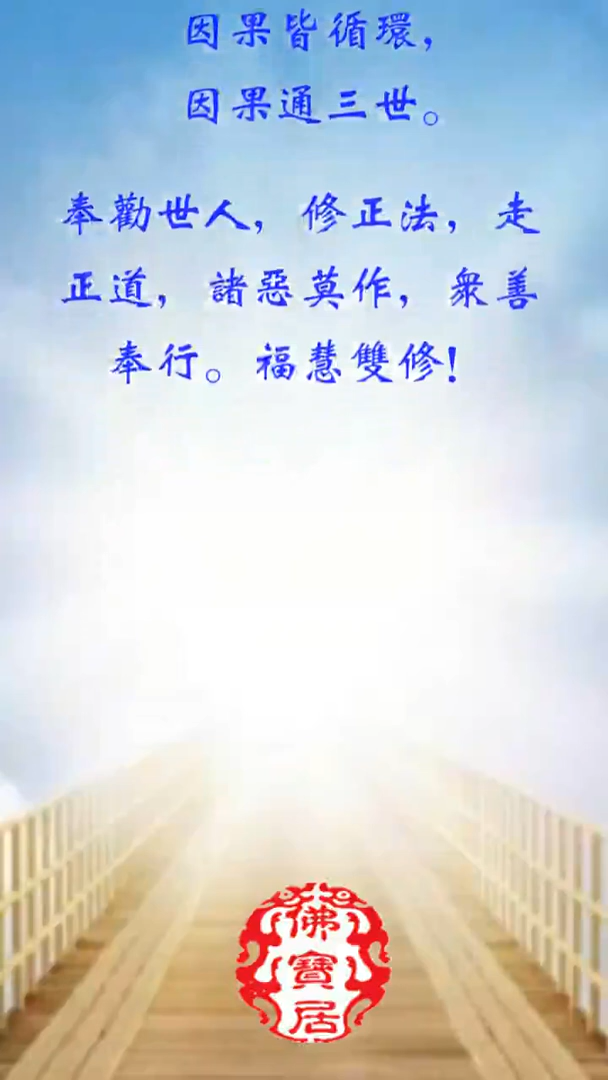 因果皆循環，
因果通三世。
奉勸世人，修正法，走
正道，諸惡莫作，衆善
奉行。福慧雙修！
佛
寶
居